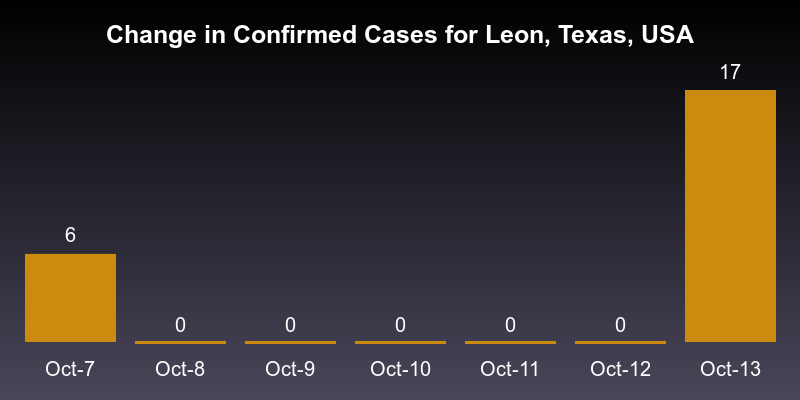 Change in Confirmed Cases for Leon, Texas, USA
17
6
0 0 0 0 0
Oct-7 Oct-8 Oct-9 Oct-10 Oct-11 Oct-12 Oct-13